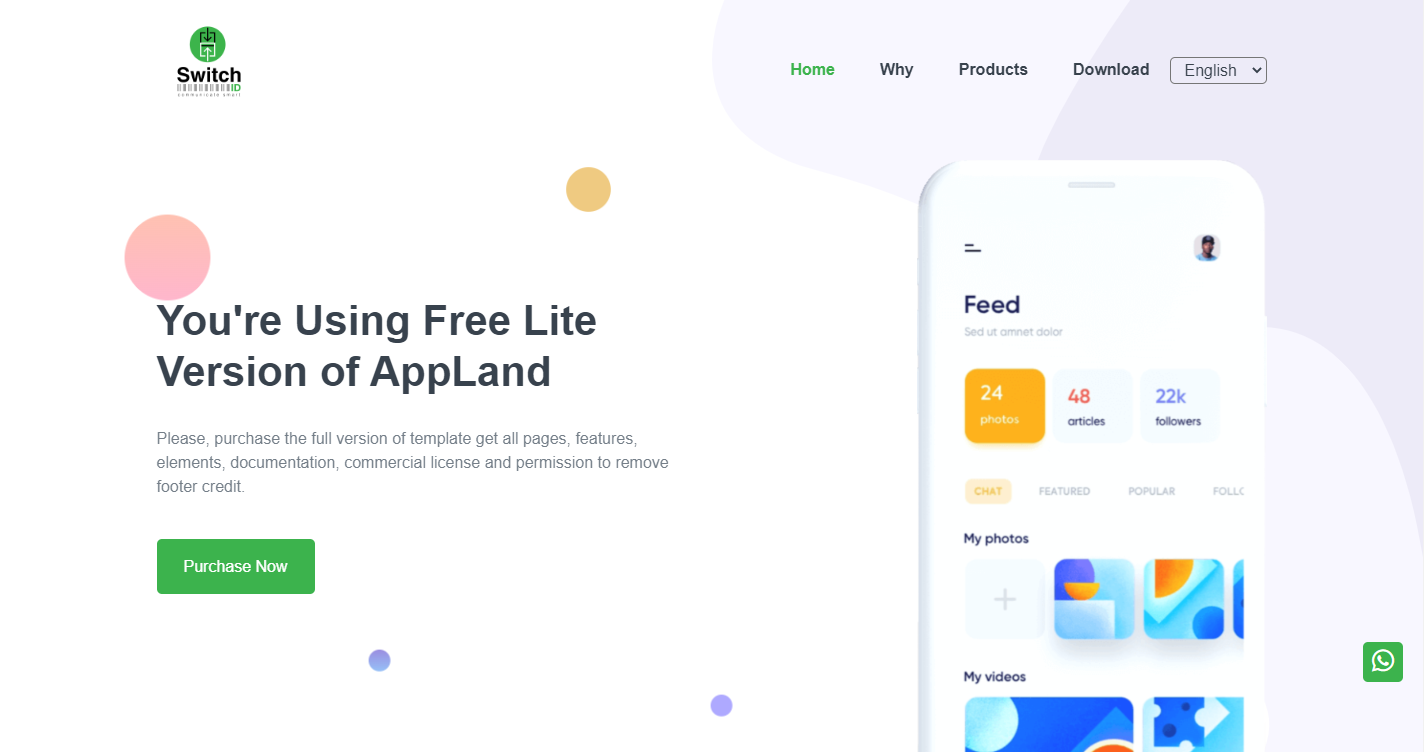 Switch
ID
communicate smart
Home
Why
Products
Download
English
You're Using Free Lite
Version of AppLand
Please, purchase the full version of template get all pages, features,
elements, documentation, commercial license and permission to remove
footer credit.
Purchase Now
Feed
Sed ut amnet dolor
24
photos
48
articles
22k
followers
CHAT
FEATURED
POPULAR
FOLLC
My photos
My videos